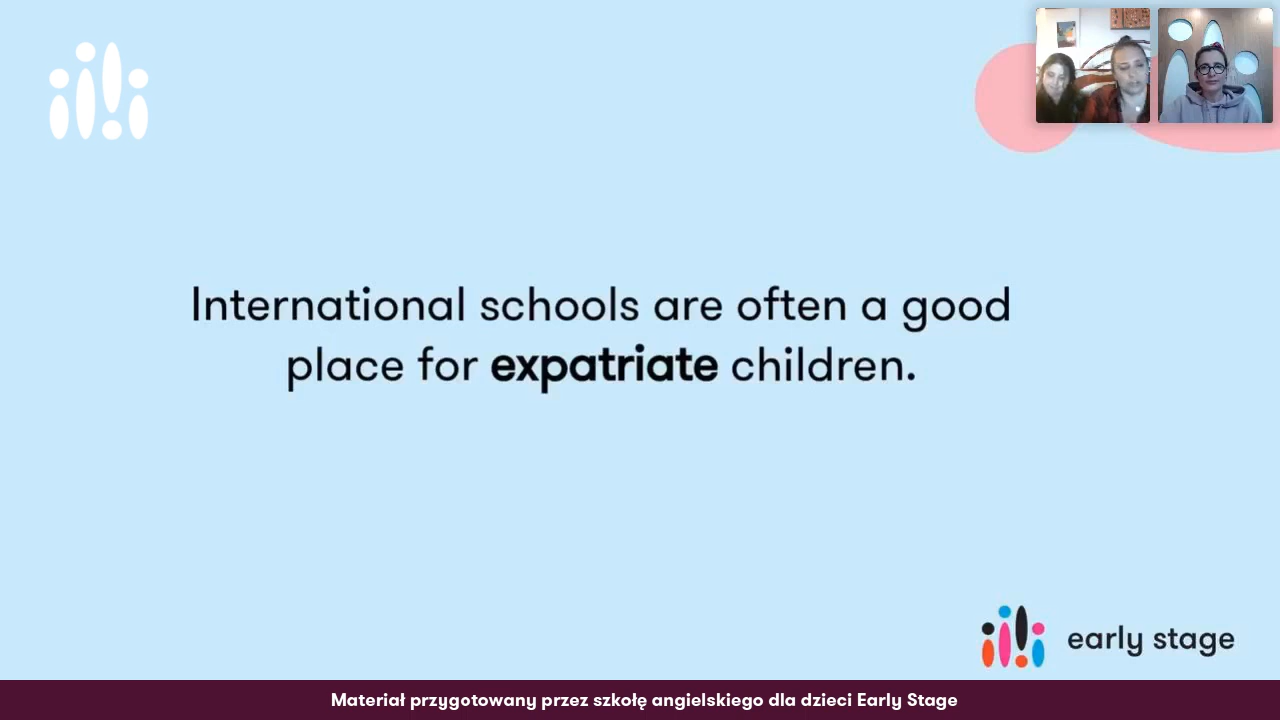 International schools are often a good
place for expatriate children.
early stage
Materiał przygotowany przez szkołę angielskiego dla dzieci Early Stage